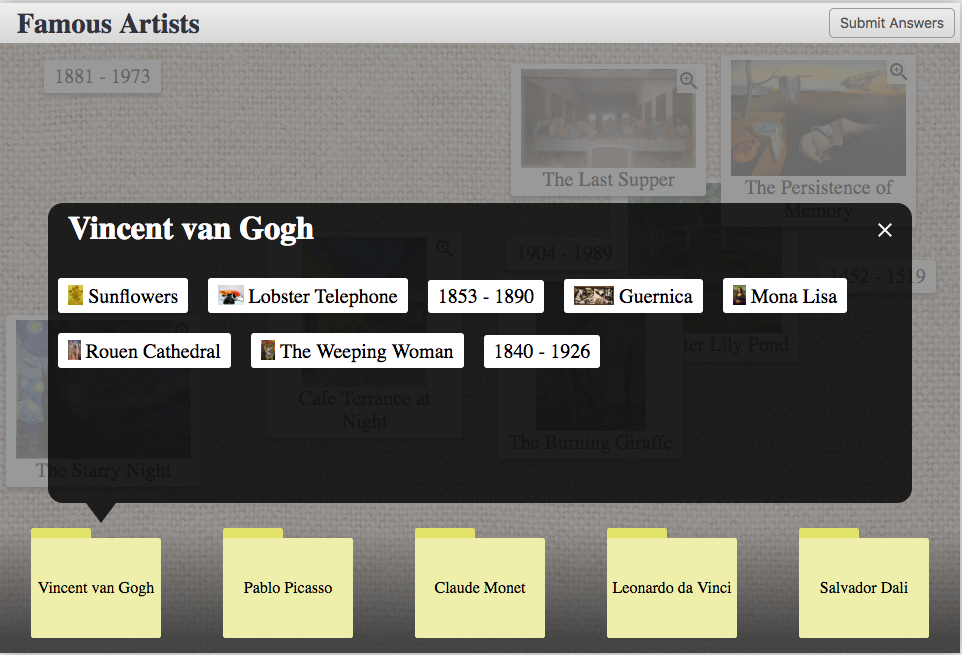 Famous Artists
Submit Answers
1881 - 1973
The Last Supper
The Persistence of
Memory
Vincent van Gogh
1904 - 1989
1452 - 1519
Sunflowers
Lobster Telephone
1853 - 1890
Guernica
Mona Lisa
Rouen Cathedral
The Weeping Woman
1840 - 1926
ter Lily Pond
Cafe Terrance at
Night
The Burning Giraffe
The Starry Night
Vincent van Gogh
Pablo Picasso
Claude Monet
Leonardo da Vinci
Salvador Dali